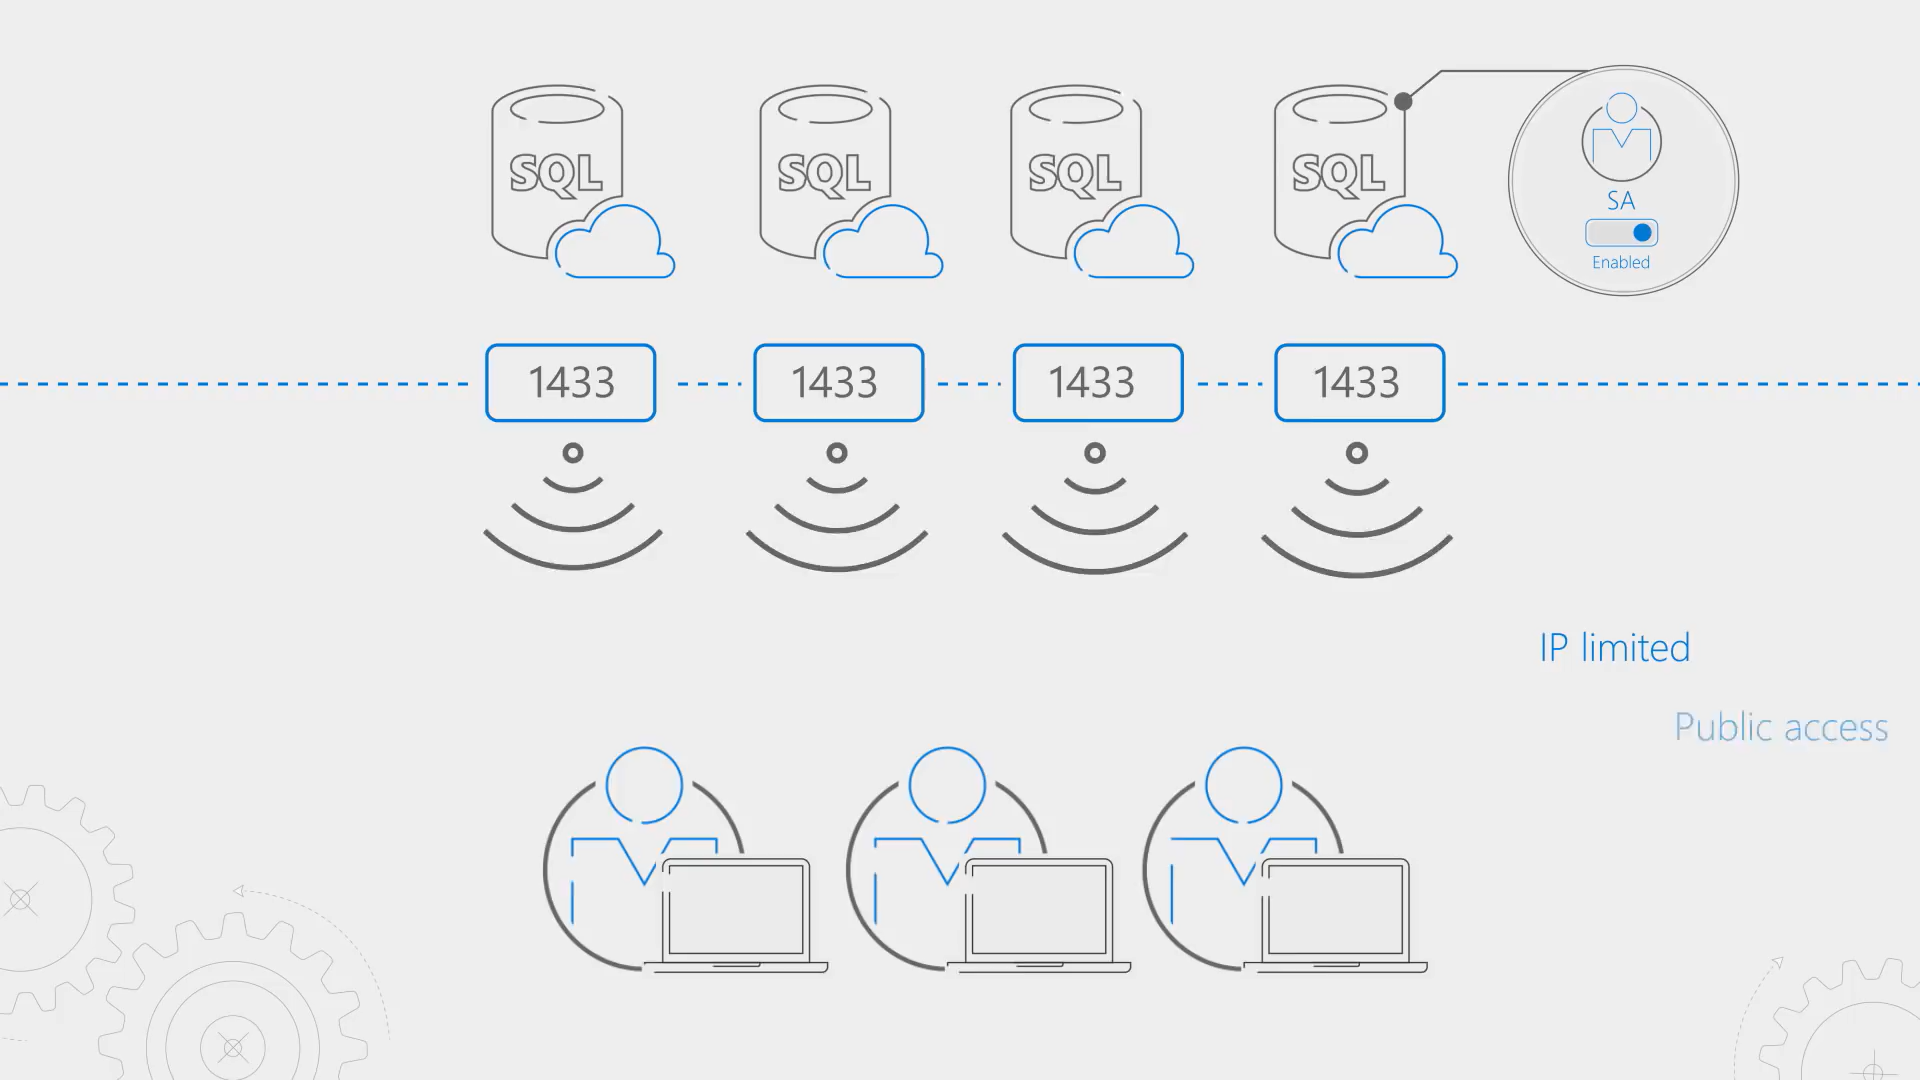 SQL SQL SQL SQL
SA
Enabled
1433 1433 1433 1433
IP limited
Public access